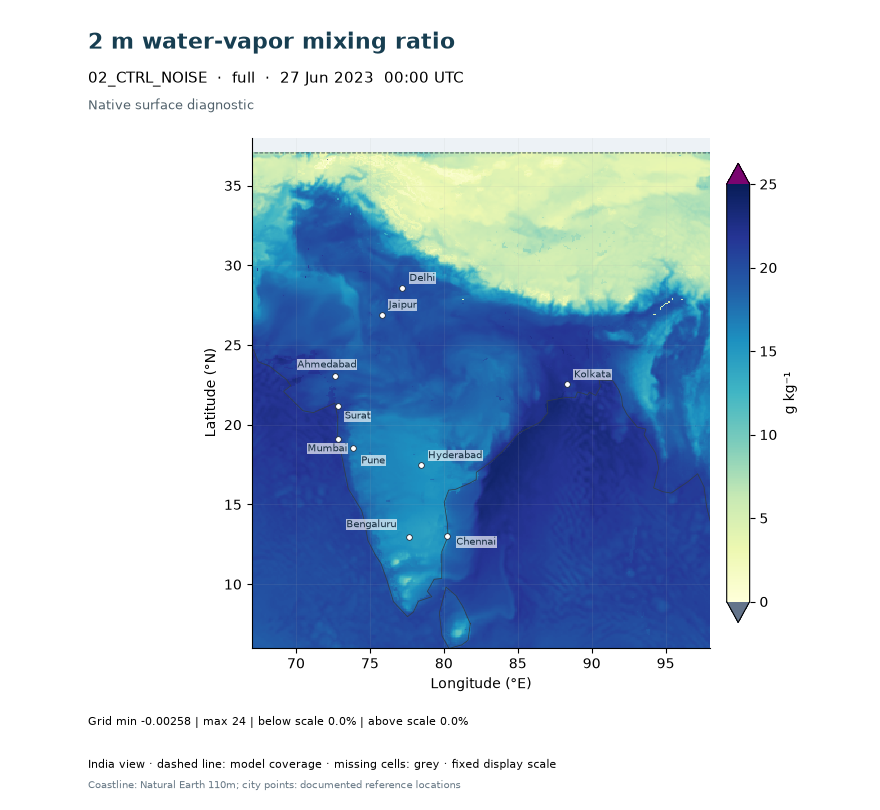 2 m water-vapor mixing ratio
02_CTRL_NOISE · full · 27 Jun 2023 00:00 UTC
Native surface diagnostic
35
30
25
20
15
10
Latitude (°N)
Delhi
Jaipur
Ahmedabad
Surat
Kolkata
Mumbai
Pune
Hyderabad
Bengaluru
Chennai
70
75
80
85
90
95
Longitude (°E)
25
20
15
10
5
0
g kg⁻¹
Grid min -0.00258 | max 24 | below scale 0.0% | above scale 0.0%
India view · dashed line: model coverage · missing cells: grey · fixed display scale
Coastline: Natural Earth 110m; city points: documented reference locations